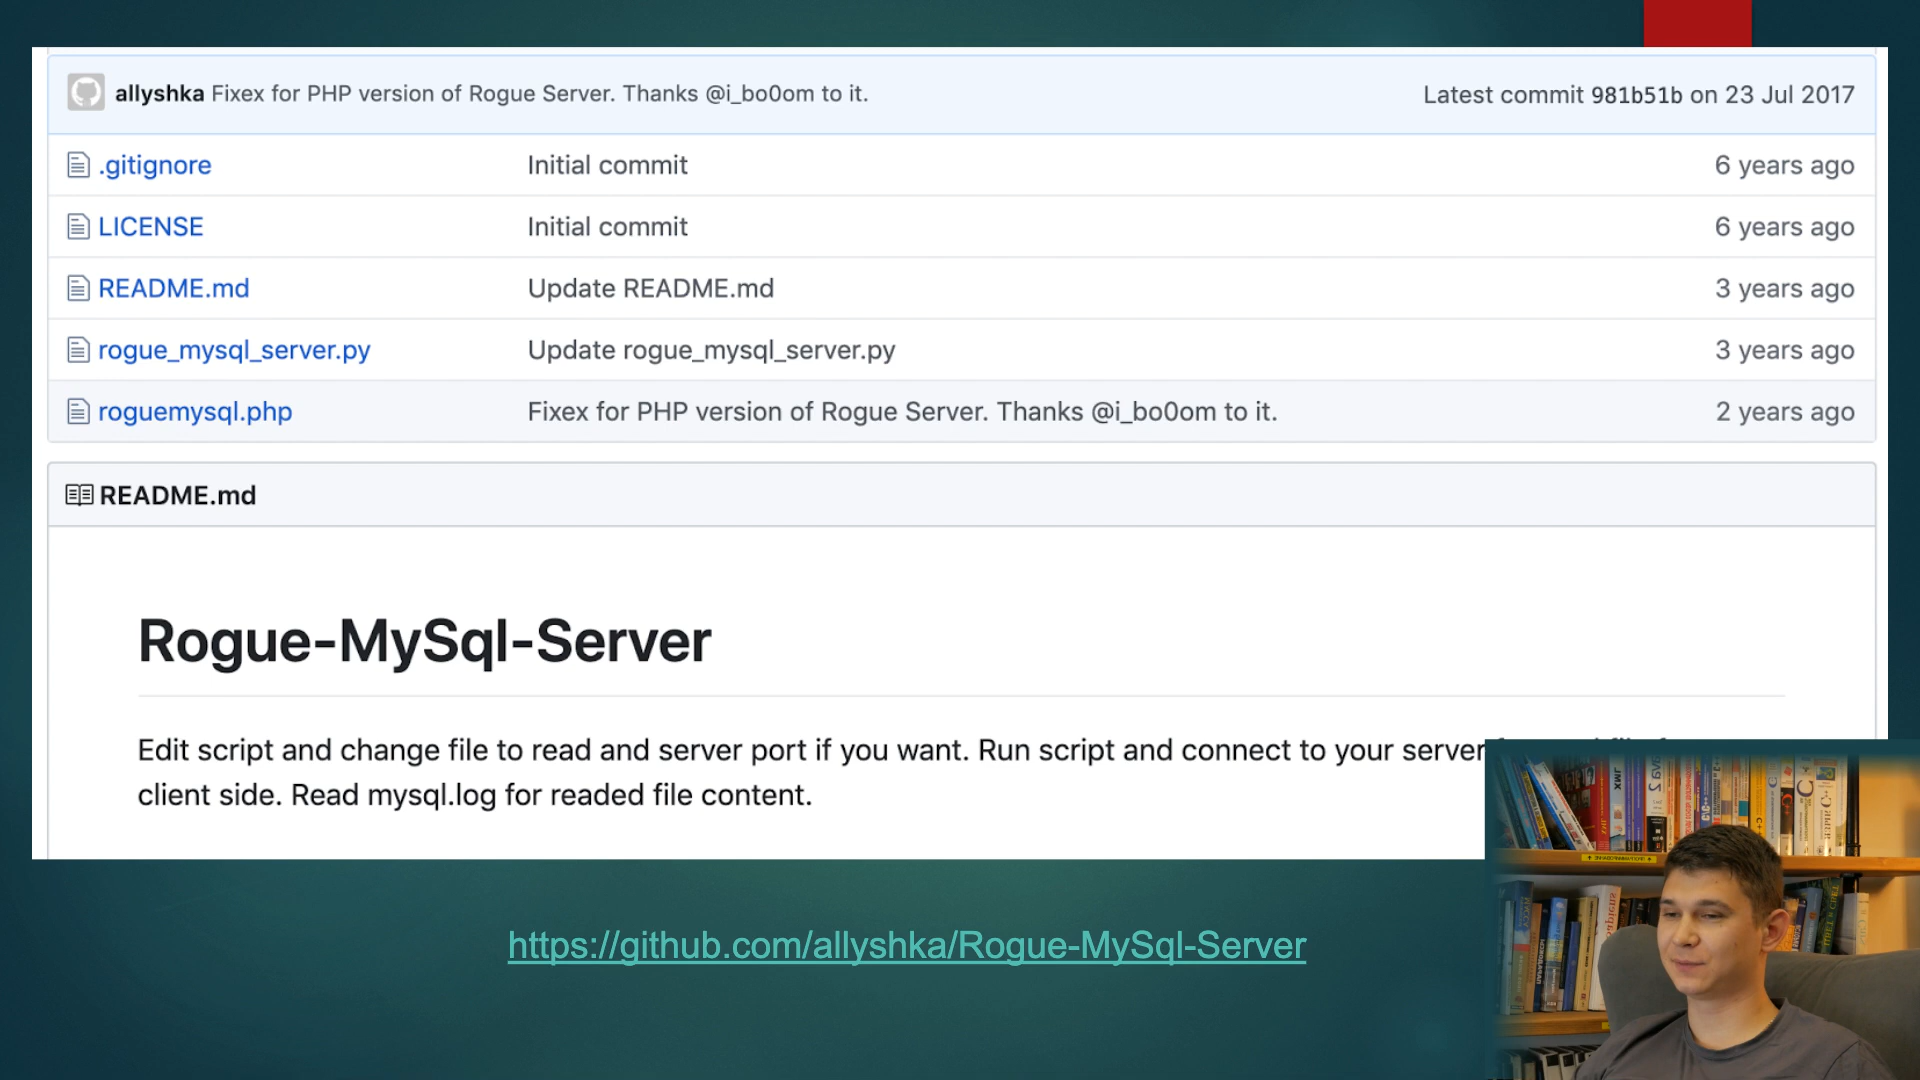 allyshka Fixex for PHP version of Rogue Server. Thanks @i_bo0om to it.
Latest commit 981b51b on 23 Jul 2017
.gitignore Initial commit 6 years ago
LICENSE Initial commit 6 years ago
README.md Update README.md 3 years ago
rogue_mysql_server.py Update rogue_mysql_server.py 3 years ago
roguemysql.php Fixex for PHP version of Rogue Server. Thanks @i_bo0om to it. 2 years ago
README.md
Rogue-MySql-Server
Edit script and change file to read and server port if you want. Run script and connect to your server
client side. Read mysql.log for readed file content.
https://github.com/allyshka/Rogue-MySql-Server